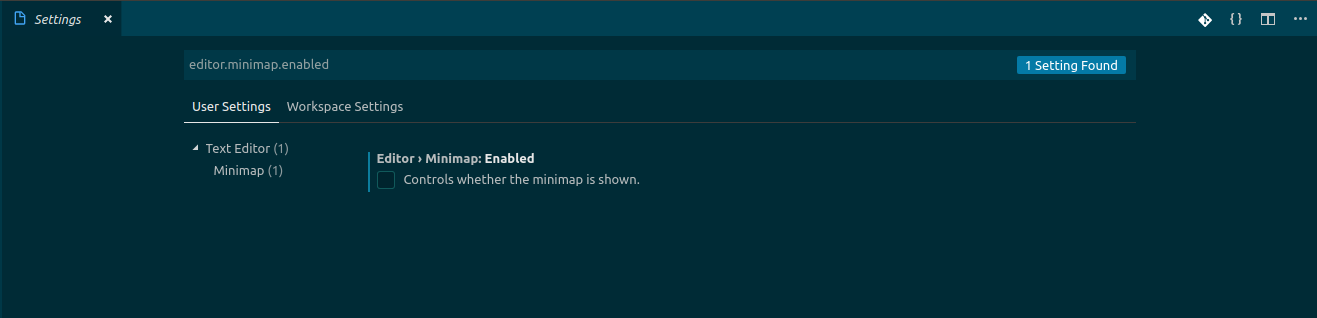 Settings
editor.minimap.enabled
1 Setting Found
User Settings Workspace Settings
Text Editor (1)
Minimap (1)
Editor › Minimap: Enabled
Controls whether the minimap is shown.